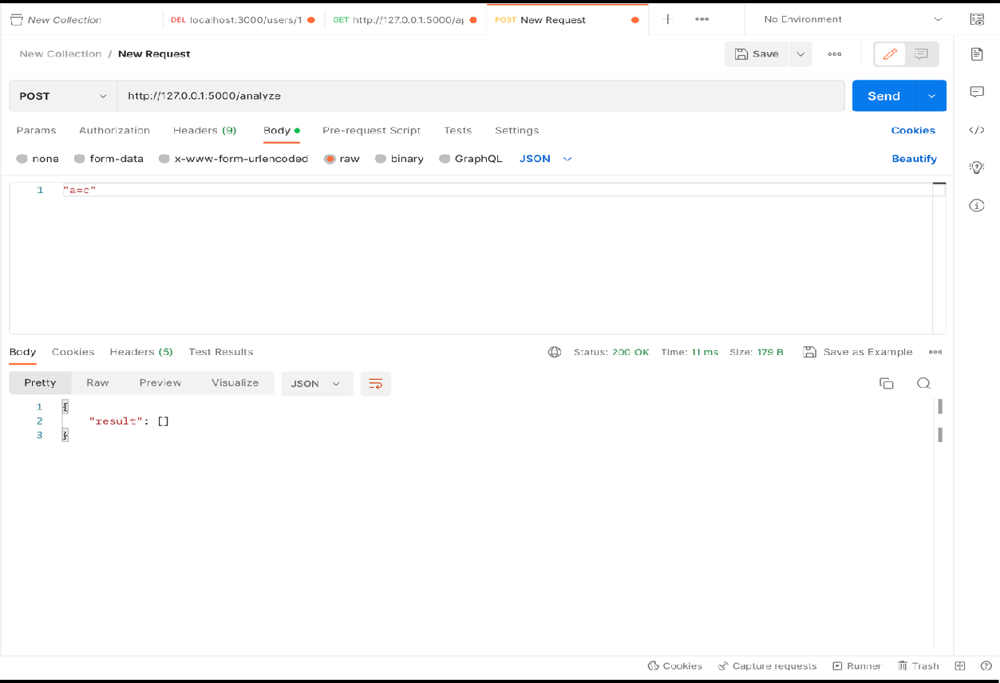 New Collection DEL localhost:3000/users/1 GET http://127.0.0.1:5000/a POST New Request No Environment
New Collection / New Request Save
POST http://127.0.0.1:5000/analyze Send
Params Authorization Headers (9) Body Pre-request Script Tests Settings Cookies
none form-data x-www-form-urlencoded raw binary GraphQL JSON Beautify
1 "a=c"
Body Cookies Headers (5) Test Results Status: 200 OK Time: 11 ms Size: 179 B Save as Example
Pretty Raw Preview Visualize JSON
1 {
2 "result": []
3 }
Cookies Capture requests Runner Trash